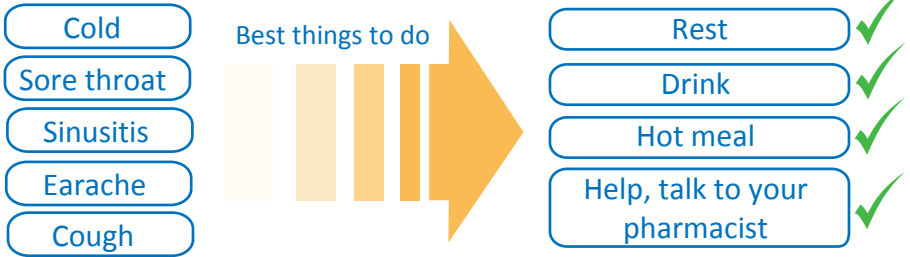 Cold
Sore throat
Sinusitis
Earache
Cough
Best things to do
Rest
Drink
Hot meal
Help, talk to your
pharmacist